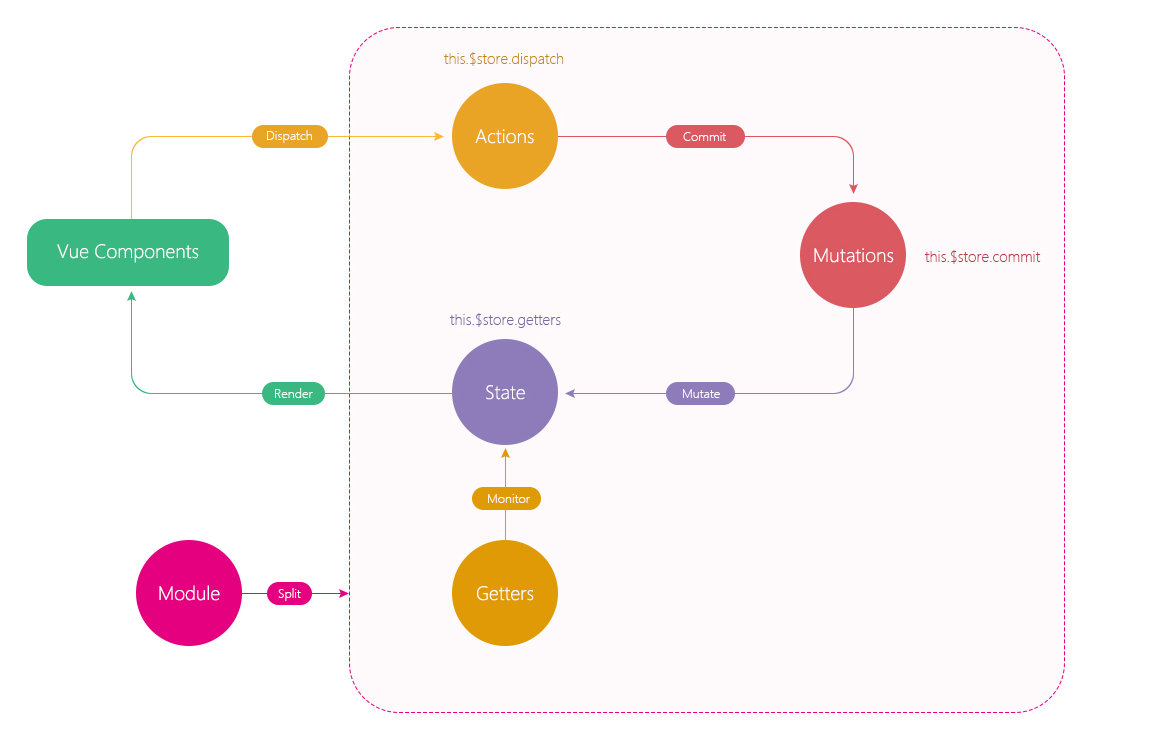 this.$store.dispatch
Dispatch
Actions
Commit
Vue Components
Mutations
this.$store.commit
this.$store.getters
Render
State
Mutate
Monitor
Module
Split
Getters